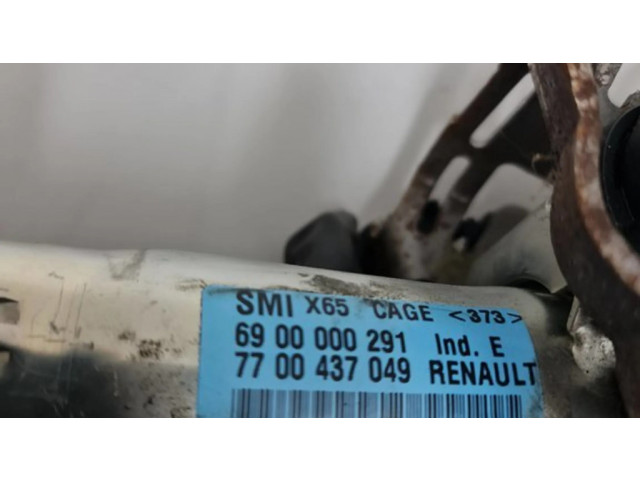 SMI X65 CAGE <373>
69 00 000 291 Ind. E
77 00 437 049 RENAULT